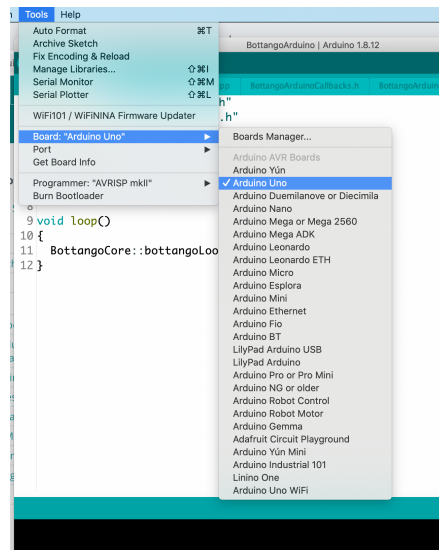 Tools Help
Auto Format ⌘T
Archive Sketch
Fix Encoding & Reload
Manage Libraries... ⇧⌘I
Serial Monitor ⇧⌘M
Serial Plotter ⇧⌘L
WiFi101 / WiFiNINA Firmware Updater
Board: "Arduino Uno"
Port
Get Board Info
Programmer: "AVRISP mkII"
Burn Bootloader
BottangoArduino | Arduino 1.8.12
BottangoArduinoCallbacks.h BottangoArduin
h"
.h"
Boards Manager...
Arduino AVR Boards
Arduino Yún
✓ Arduino Uno
Arduino Duemilanove or Diecimila
Arduino Nano
Arduino Mega or Mega 2560
Arduino Mega ADK
Arduino Leonardo
Arduino Leonardo ETH
Arduino Micro
Arduino Esplora
Arduino Mini
Arduino Ethernet
Arduino Fio
Arduino BT
LilyPad Arduino USB
LilyPad Arduino
Arduino Pro or Pro Mini
Arduino NG or older
Arduino Robot Control
Arduino Robot Motor
Arduino Gemma
Adafruit Circuit Playground
Arduino Yún Mini
Arduino Industrial 101
Linino One
Arduino Uno WiFi
8
9 void loop()
10 {
11 BottangoCore::bottangoLoo
12 }